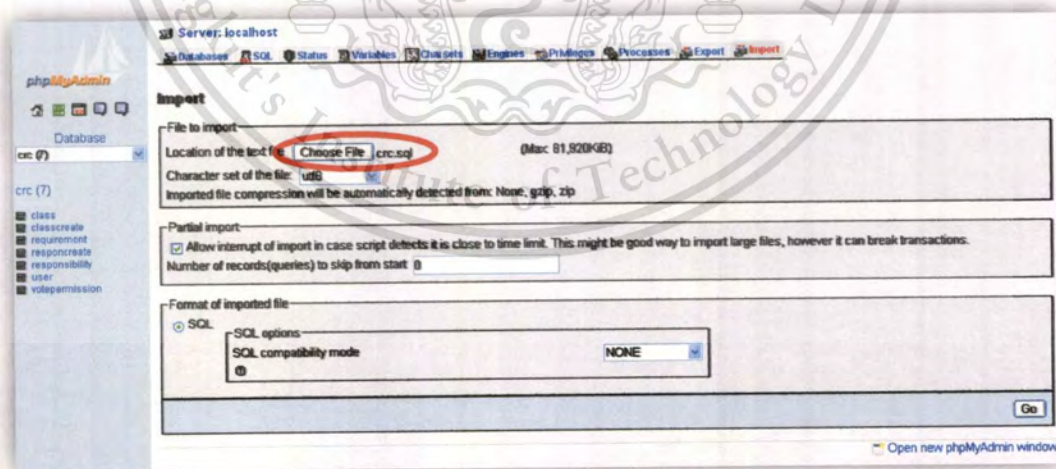 Server: localhost
Databases SQL Status Variables Charsets Engines Privileges Processes Export Import
phpMyAdmin
Database
crc (7)
crc (7)
class
classcreate
requirement
responcreate
responsibility
user
votepermission
Import
File to import
Location of the text file Choose File crc.sql (Max: 81,920KiB)
Character set of the file: utf8
Imported file compression will be automatically detected from: None, gzip, zip
Partial import
Allow interrupt of import in case script detects it is close to time limit. This might be good way to import large files, however it can break transactions.
Number of records(queries) to skip from start 0
Format of imported file
SQL
SQL options
SQL compatibility mode NONE
Go
Open new phpMyAdmin window
Institute of Technology